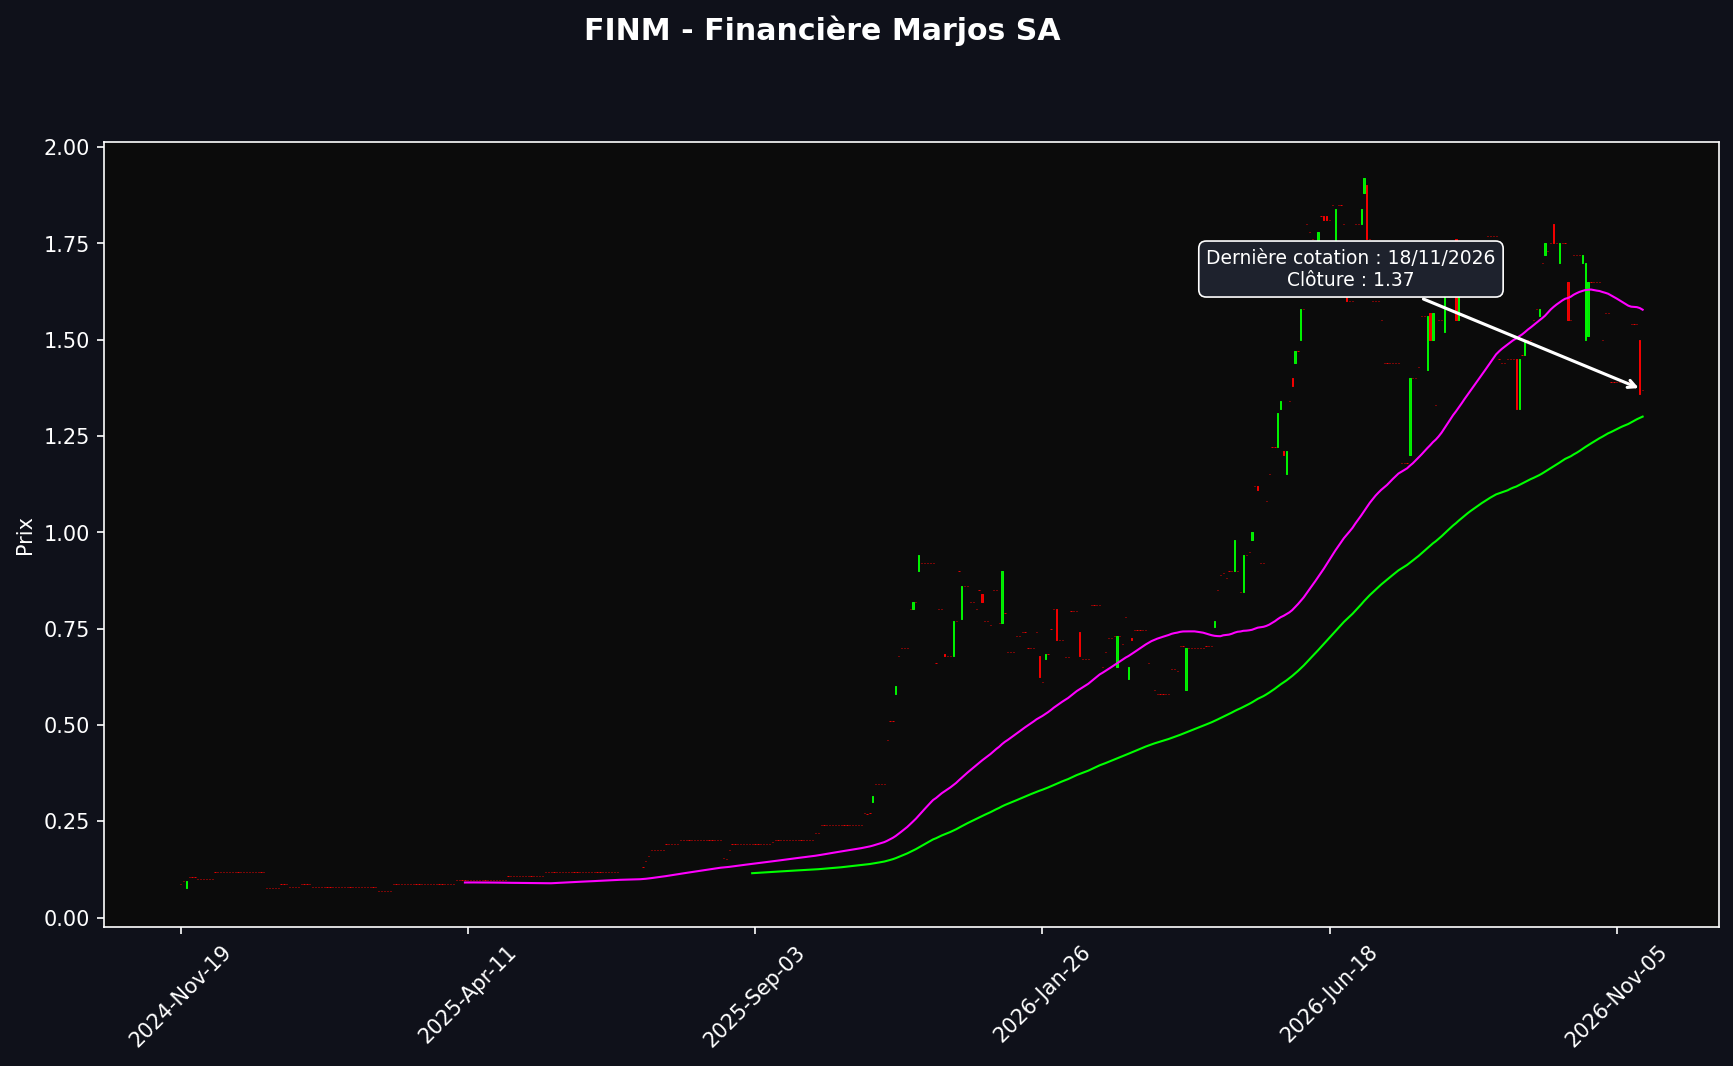 FINM - Financière Marjos SA
2.00
1.75
1.50
1.25
1.00
0.75
0.50
0.25
0.00
Prix
Dernière cotation : 18/11/2026
Clôture : 1.37
2024-Nov-19
2025-Apr-11
2025-Sep-03
2026-Jan-26
2026-Jun-18
2026-Nov-05